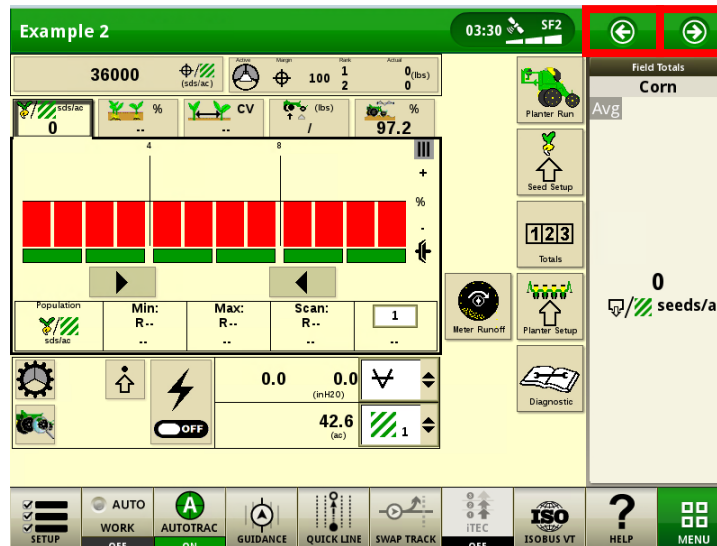 Example 2
03:30 SF2
Field Totals
Corn
Avg
36000 (sds/ac)
Active Margin Rank Actual
100 1 0 (lbs)
2 0
Planter Run
sds/ac % CV (lbs) %
0 -- -- / 97.2
4 8
+
%
-
Seed Setup
123
Totals
0
seeds/a
Population Min: Max: Scan:
R-- R-- R-- 1
sds/ac -- -- -- --
Meter Runoff
Planter Setup
0.0 0.0
(inH20)
OFF
42.6
(ac) 1
Diagnostic
AUTO A
WORK AUTOTRAC iTEC ISO ?
SETUP OFF ON GUIDANCE QUICK LINE SWAP TRACK OFF ISOBUS VT HELP MENU